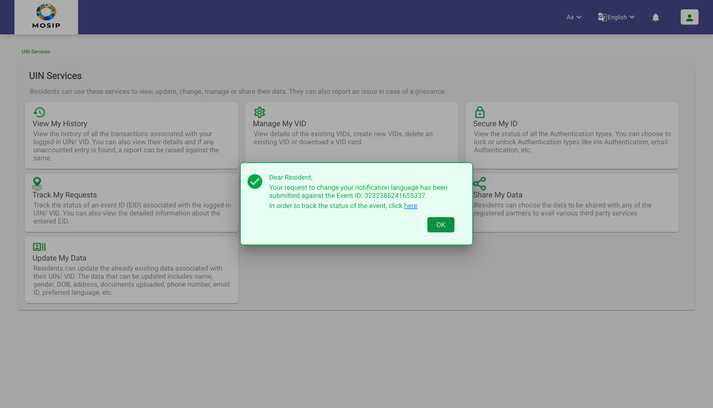 MOSIP
Aa
English
UIN Services
UIN Services
Residents can use these services to view, update, change, manage or share their data. They can also report an issue in case of a grievance.
View My History
View the history of all the transactions associated with your
logged-in UIN/ VID. You can also view their details and if any
unaccounted entry is found, a report can be raised against the
same.
Manage My VID
View details of the existing VIDs, create new VIDs, delete an
existing VID or download a VID card.
Secure My ID
View the status of all the Authentication types. You can choose
to lock or unlock Authentication types like iris Authentication, email
Authentication, etc.
Track My Requests
Track the status of an event ID (EID) associated with the logged-in
UIN/ VID. You can also view the detailed information about the
entered EID.
Dear Resident,
Your request to change your notification language has been
submitted against the Event ID: 3232386241655337.
In order to track the status of the event, click here.
OK
Share My Data
Residents can choose the data to be shared with any of the
registered partners to avail various third party services.
Update My Data
Residents can update the already existing data associated with
their UIN/ VID. The data that can be updated includes name,
gender, DOB, address, documents uploaded, phone number, email
ID, preferred language, etc.